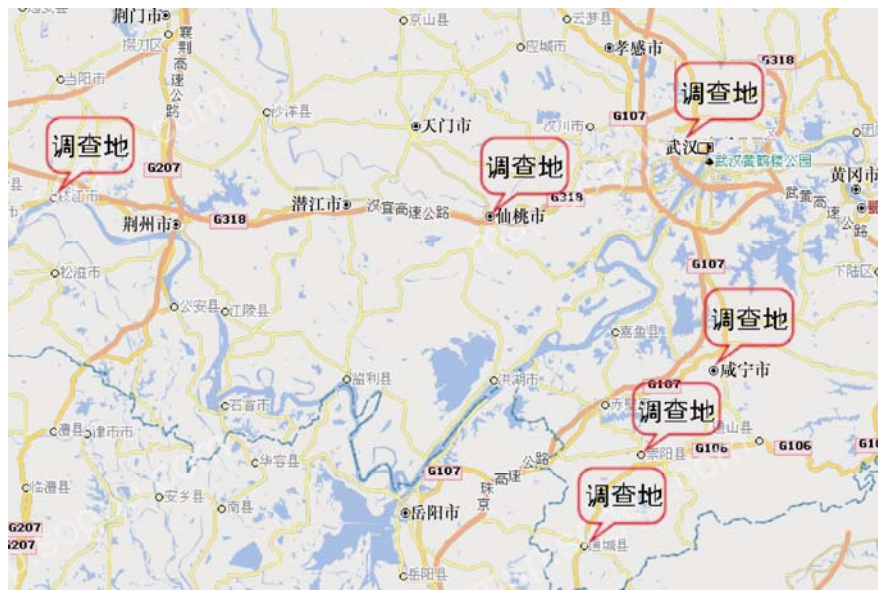 荆门市
京山县
云梦县
掇刀区
襄荆高速公路
应城市
孝感市
G318
当阳市
调查地
沙洋县
G107
天门市
汉川市
调查地
武汉
武汉黄鹤楼公园
调查地
G207
黄冈市
枝江市
潜江市
汉宜高速公路
G318
仙桃市
G318
武黄高速公路
荆州市
松滋市
G107
下陆区
公安县
江陵县
调查地
嘉鱼县
监利县
洪湖市
咸宁市
G107
石首市
赤壁
调查地
通山县
澧县
津市市
G106
G106
崇阳县
华容县
G107
京珠高速公路
临澧县
安乡县
南县
调查地
岳阳市
G207
G207
通城县
岳阳县